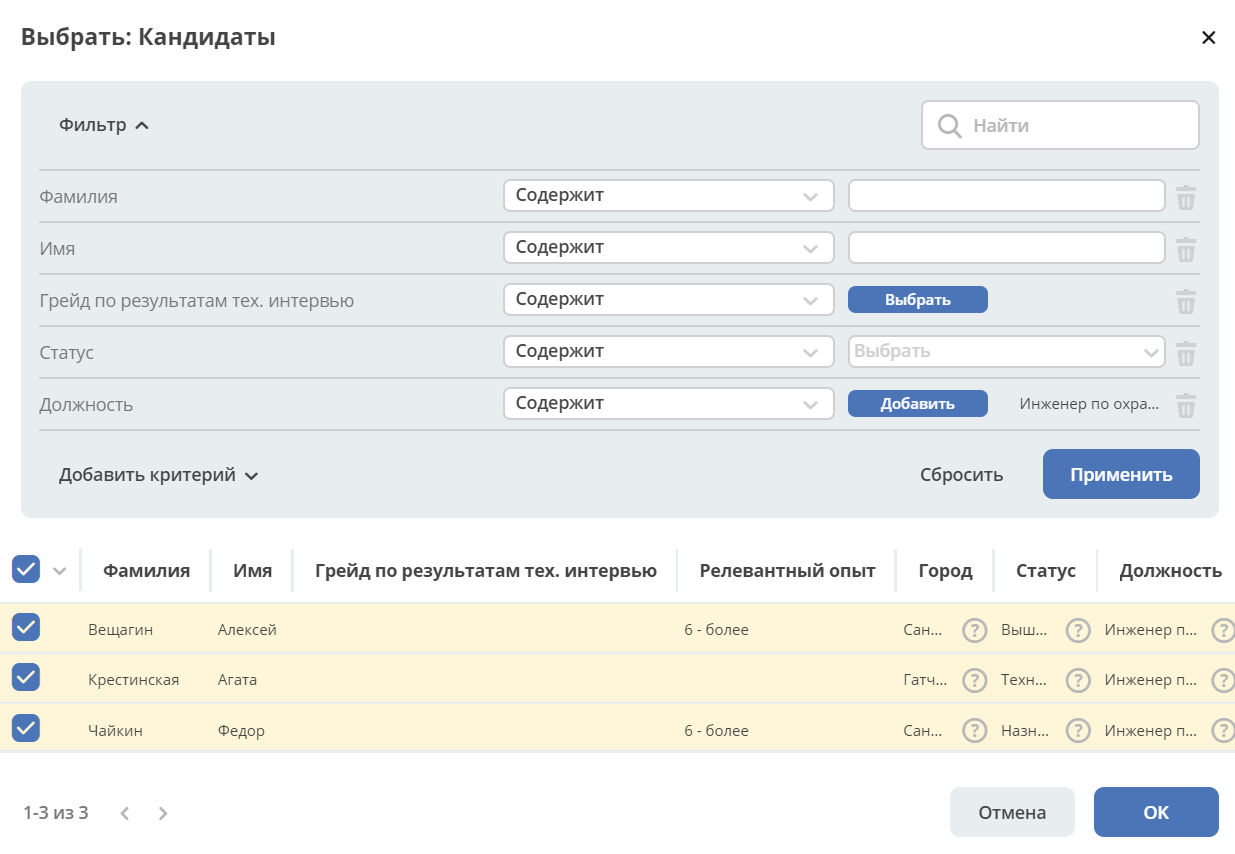 Выбрать: Кандидаты
Фильтр
Найти
Фамилия Содержит
Имя Содержит
Грейд по результатам тех. интервью Содержит Выбрать
Статус Содержит Выбрать
Должность Содержит Добавить Инженер по охра...
Добавить критерий Сбросить Применить
Фамилия Имя Грейд по результатам тех. интервью Релевантный опыт Город Статус Должность
Вещагин Алексей 6 - более Сан... ? Выш... ? Инженер п... ?
Крестинская Агата Гатч... ? Техн... ? Инженер п... ?
Чайкин Федор 6 - более Сан... ? Назн... ? Инженер п... ?
1-3 из 3 Отмена ОК